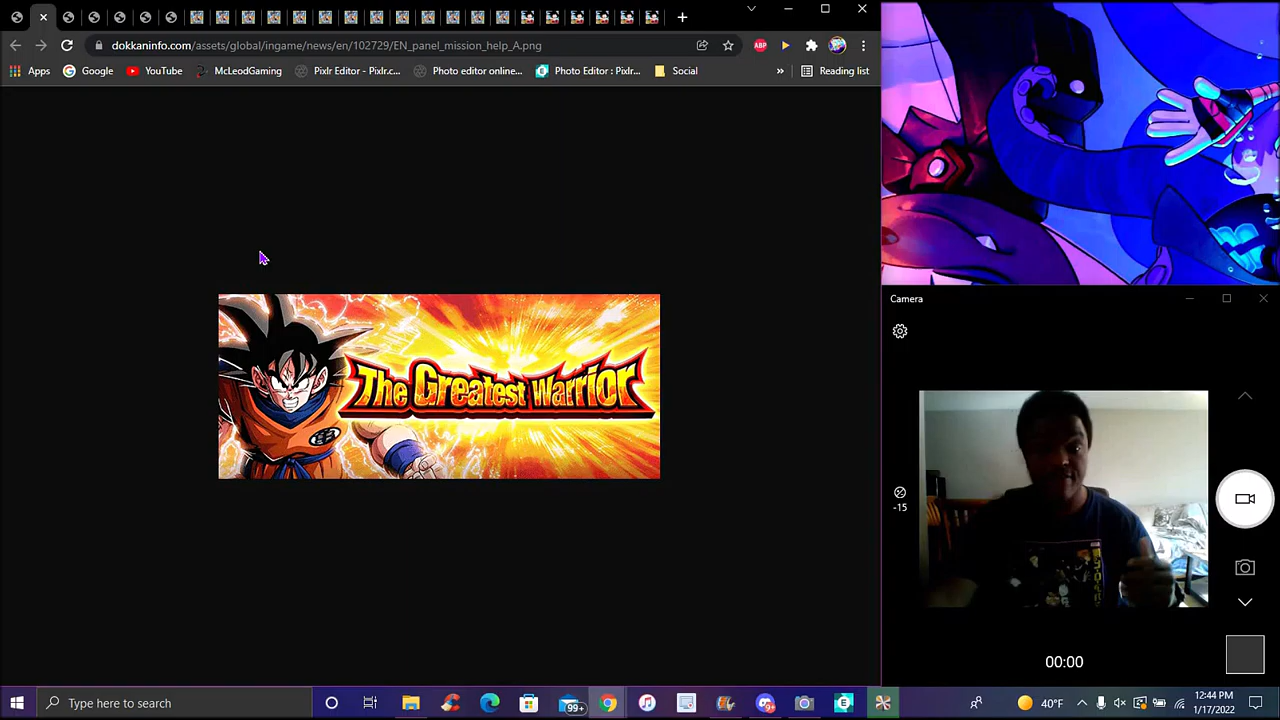 dokkaninfo.com/assets/global/ingame/news/en/102729/EN_panel_mission_help_A.png
ABP
Apps
Google
YouTube
McLeodGaming
Pixlr Editor - Pixlr.c...
Photo editor online...
Photo Editor : Pixlr...
Social
»
Reading list
The Greatest Warrior
Camera
-15
00:00
Type here to search
99+
40°F
12:44 PM
1/17/2022